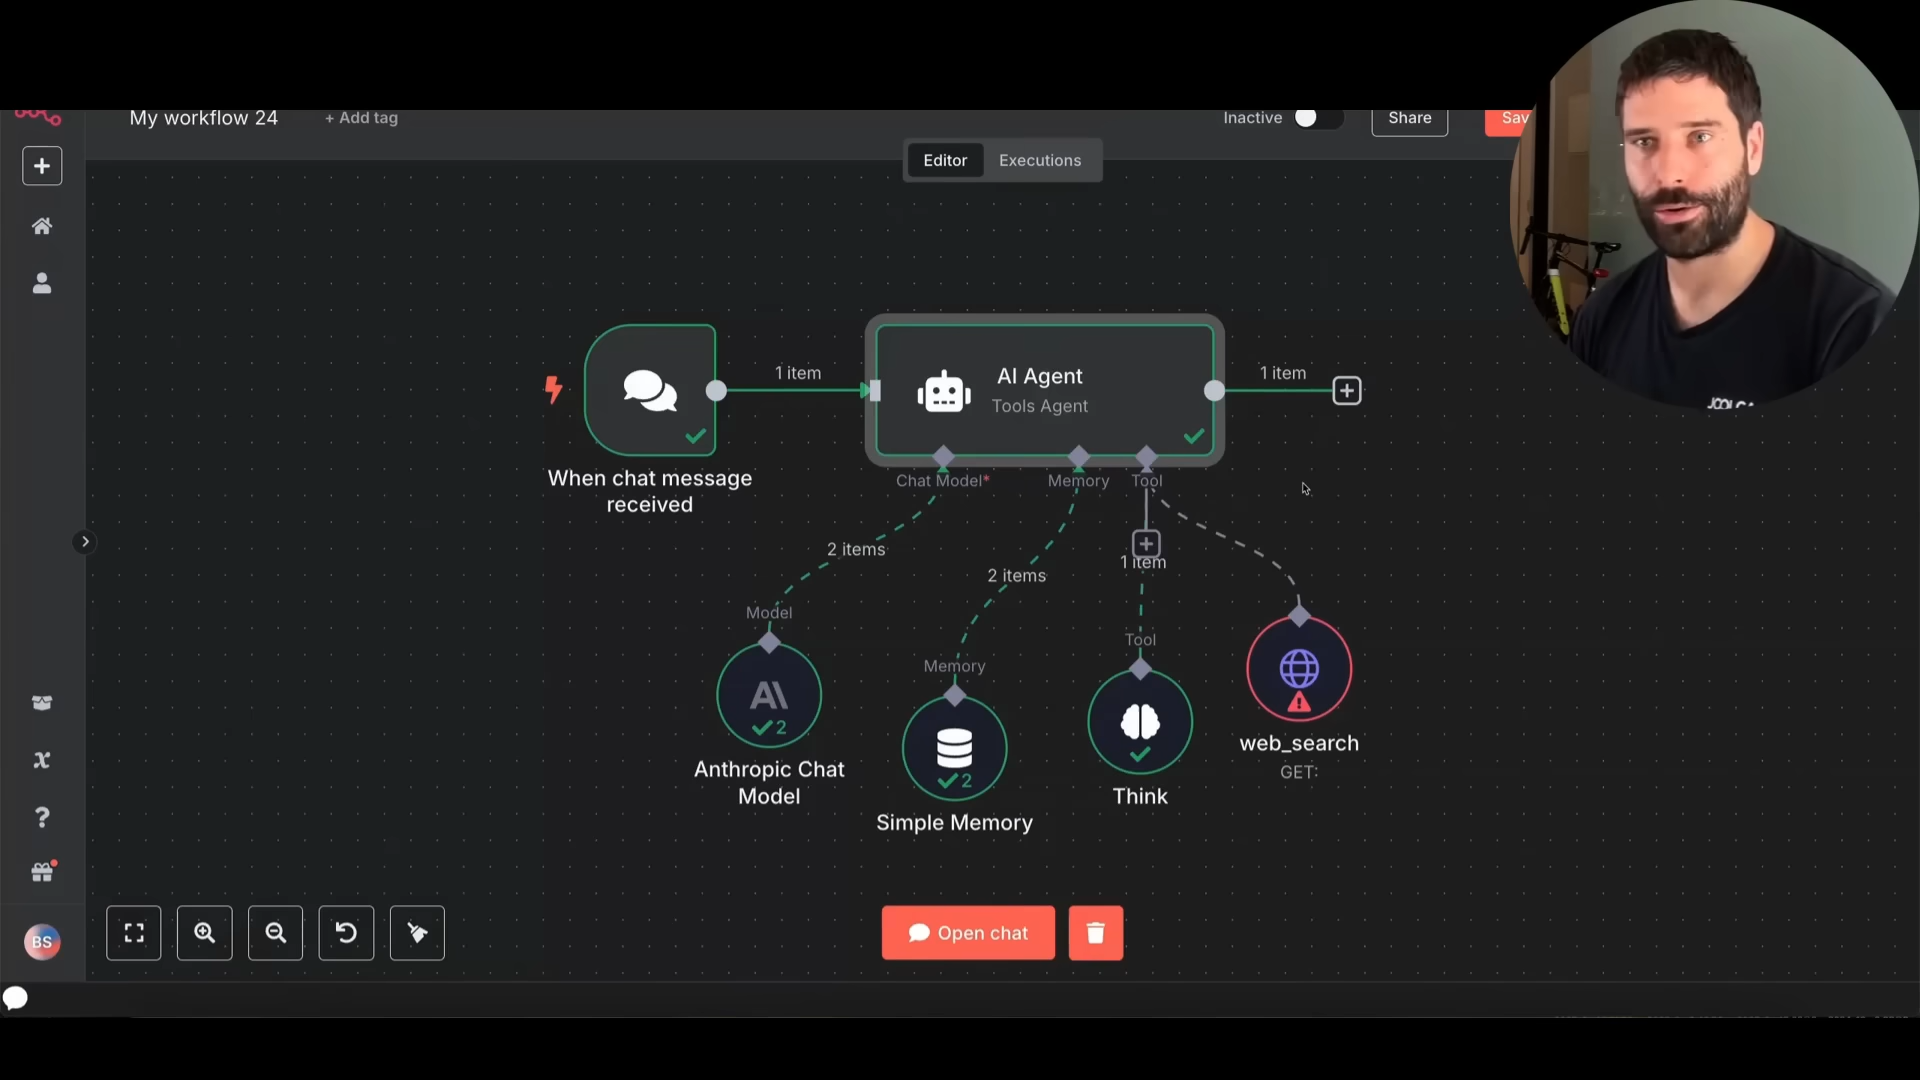 My workflow 24
+ Add tag
Inactive
Share
Sav
Editor
Executions
1 item
AI Agent
Tools Agent
1 item
When chat message
received
Chat Model*
Memory
Tool
2 items
2 items
1 item
Model
Memory
Tool
Anthropic Chat
Model
Simple Memory
Think
web_search
GET:
2
2
BS
Open chat